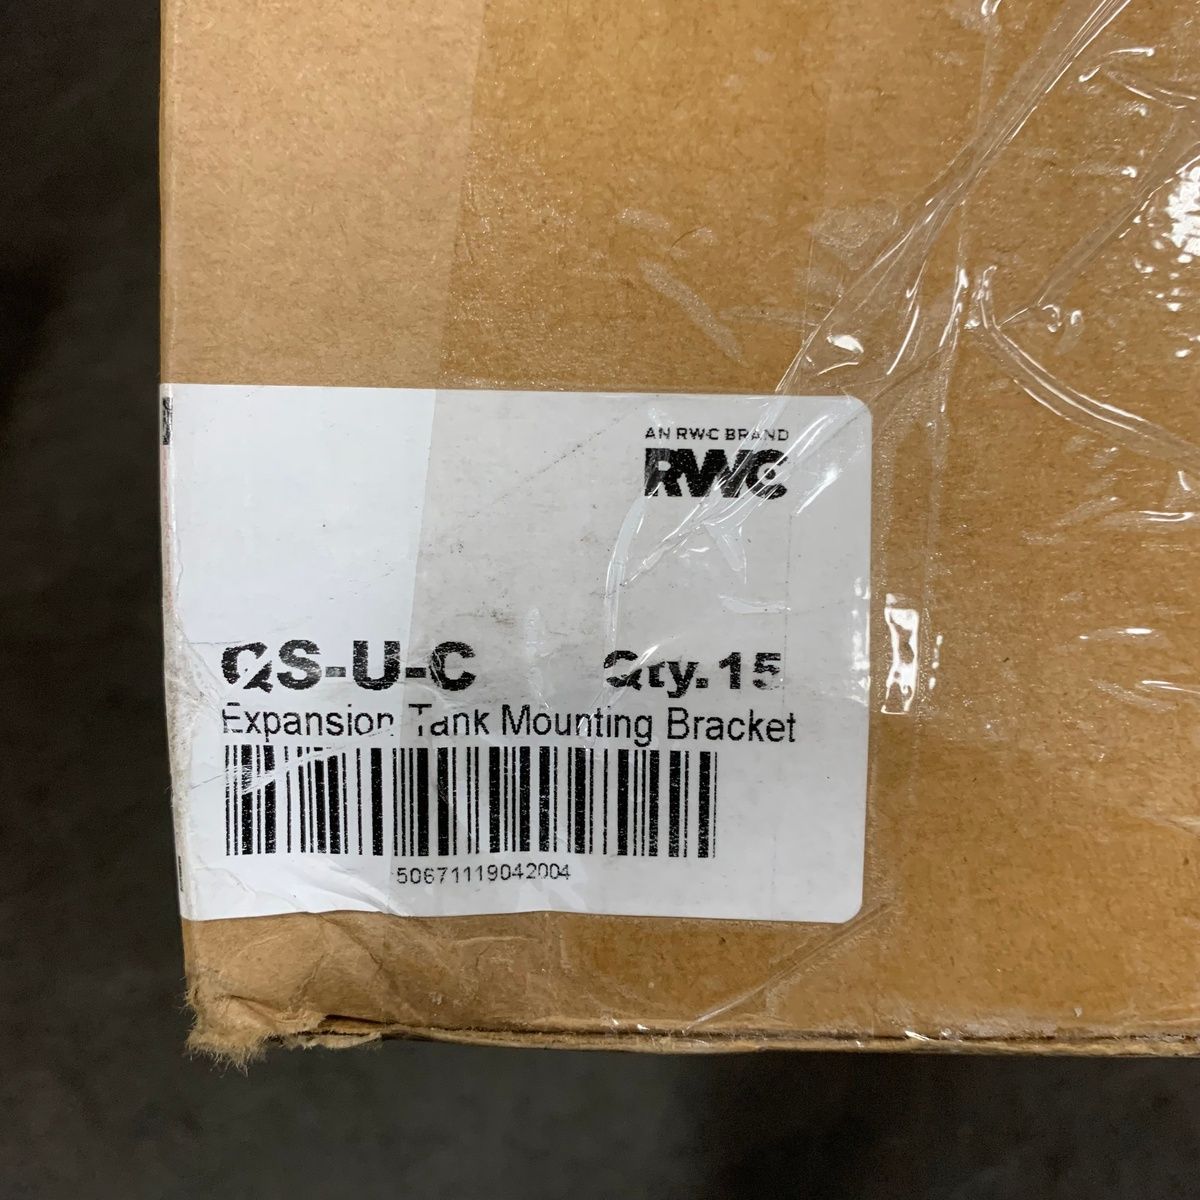 AN RWC BRAND
RWC
QS-U-C Qty. 15
Expansion Tank Mounting Bracket
50671119042004